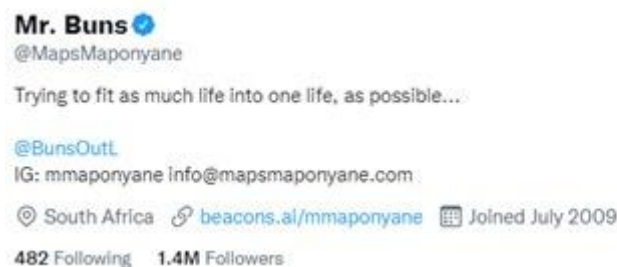 Mr. Buns
@MapsMaponyane
Trying to fit as much life into one life, as possible...
@BunsOutL
IG: mmaponyane info@mapsmaponyane.com
South Africa beacons.ai/mmaponyane Joined July 2009
482 Following 1.4M Followers